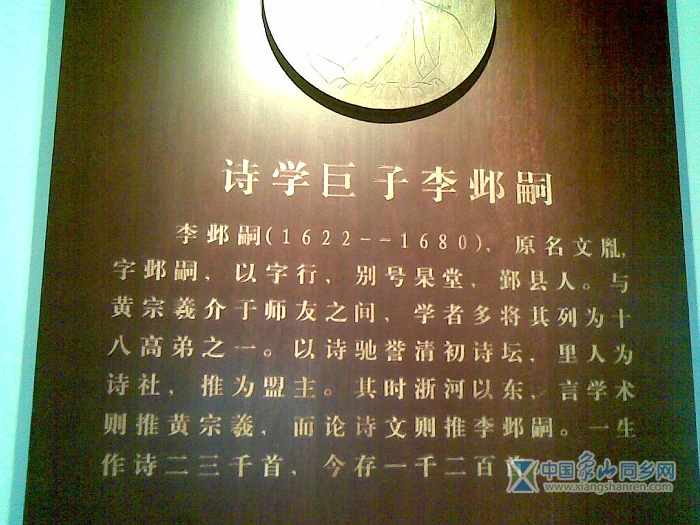 诗学巨子李邺嗣
李邺嗣(1622--1680)，原名文胤，
字邺嗣，以字行，别号杲堂，鄞县人。与
黄宗羲介于师友之间，学者多将其列为十
八高弟之一。以诗驰誉清初诗坛，里人为
诗社，推为盟主。其时浙河以东，言学术
则推黄宗羲，而论诗文则推李邺嗣。一生
作诗二三千首，今存一千二百首
中国象山同乡网
www.xiangshanren.com